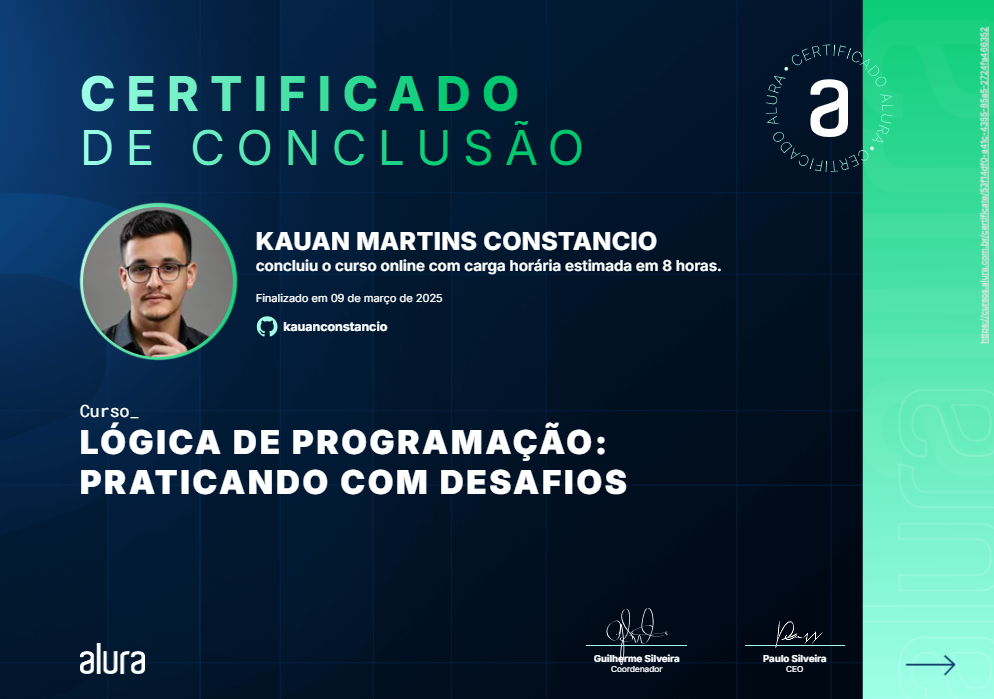 CERTIFICADO
DE CONCLUSÃO
CERTIFICADO ALURA • CERTIFICADO ALURA •
a
KAUAN MARTINS CONSTANCIO
concluiu o curso online com carga horária estimada em 8 horas.
Finalizado em 09 de março de 2025
kauanconstancio
Curso_
LÓGICA DE PROGRAMAÇÃO:
PRATICANDO COM DESAFIOS
alura
Guilherme Silveira
Coordenador
Paulo Silveira
CEO
alura